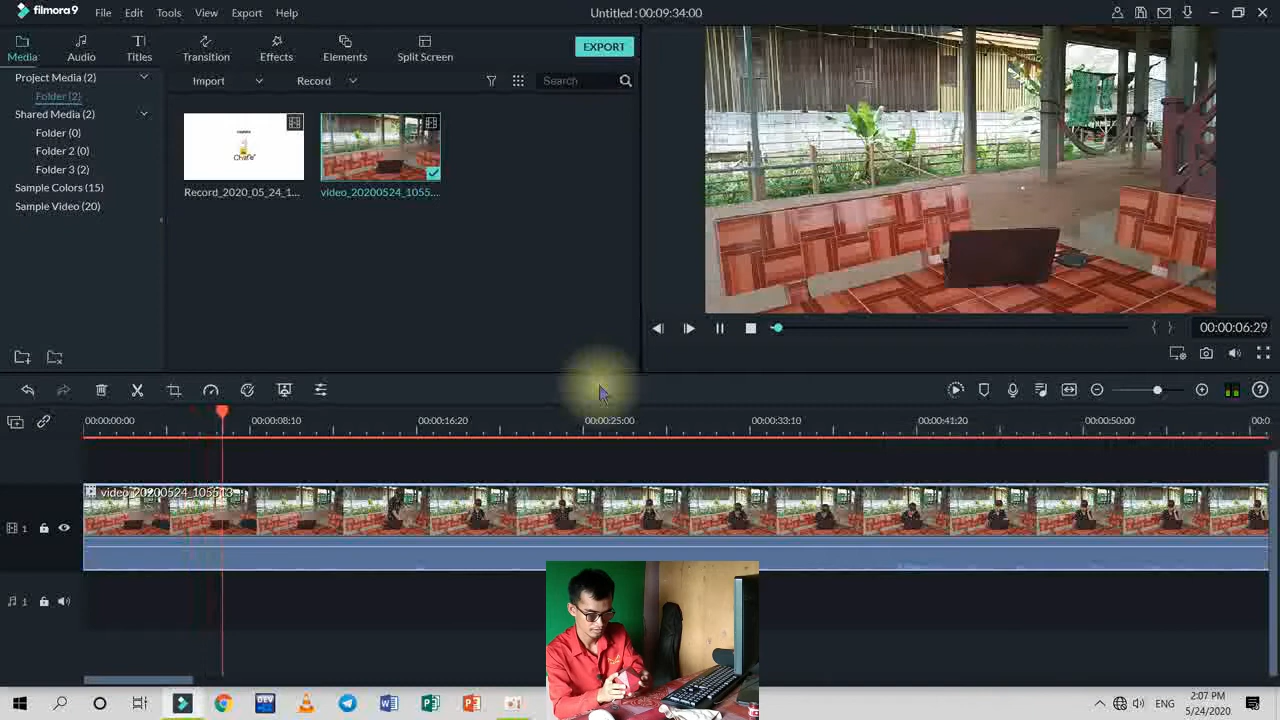 filmora9
File Edit Tools View Export Help
Untitled : 00:09:34:00
Media
Audio
Titles
Transition
Effects
Elements
Split Screen
EXPORT
Project Media (2)
Folder (2)
Shared Media (2)
Folder (0)
Folder 2 (0)
Folder 3 (2)
Sample Colors (15)
Sample Video (20)
Import
Record
Search
Record_2020_05_24_1...
video_20200524_1055...
00:00:06:29
00:00:00:00
00:00:08:10
00:00:16:20
00:00:25:00
00:00:33:10
00:00:41:20
00:00:50:00
00:0
video_20200524_105513
1
1
DEV
ENG
2:07 PM
5/24/2020